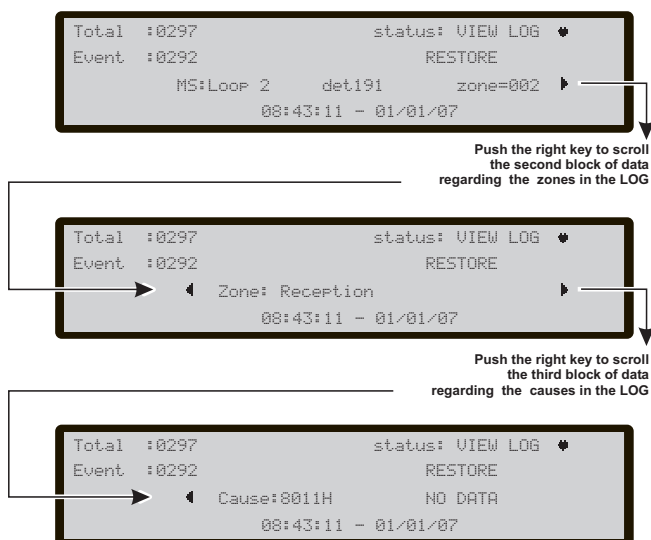 Total :0297 status: VIEW LOG
Event :0292 RESTORE
MS:Loop 2 det191 zone=002
08:43:11 - 01/01/07
Push the right key to scroll
the second block of data
regarding the zones in the LOG
Total :0297 status: VIEW LOG
Event :0292 RESTORE
Zone: Reception
08:43:11 - 01/01/07
Push the right key to scroll
the third block of data
regarding the causes in the LOG
Total :0297 status: VIEW LOG
Event :0292 RESTORE
Cause:8011H NO DATA
08:43:11 - 01/01/07